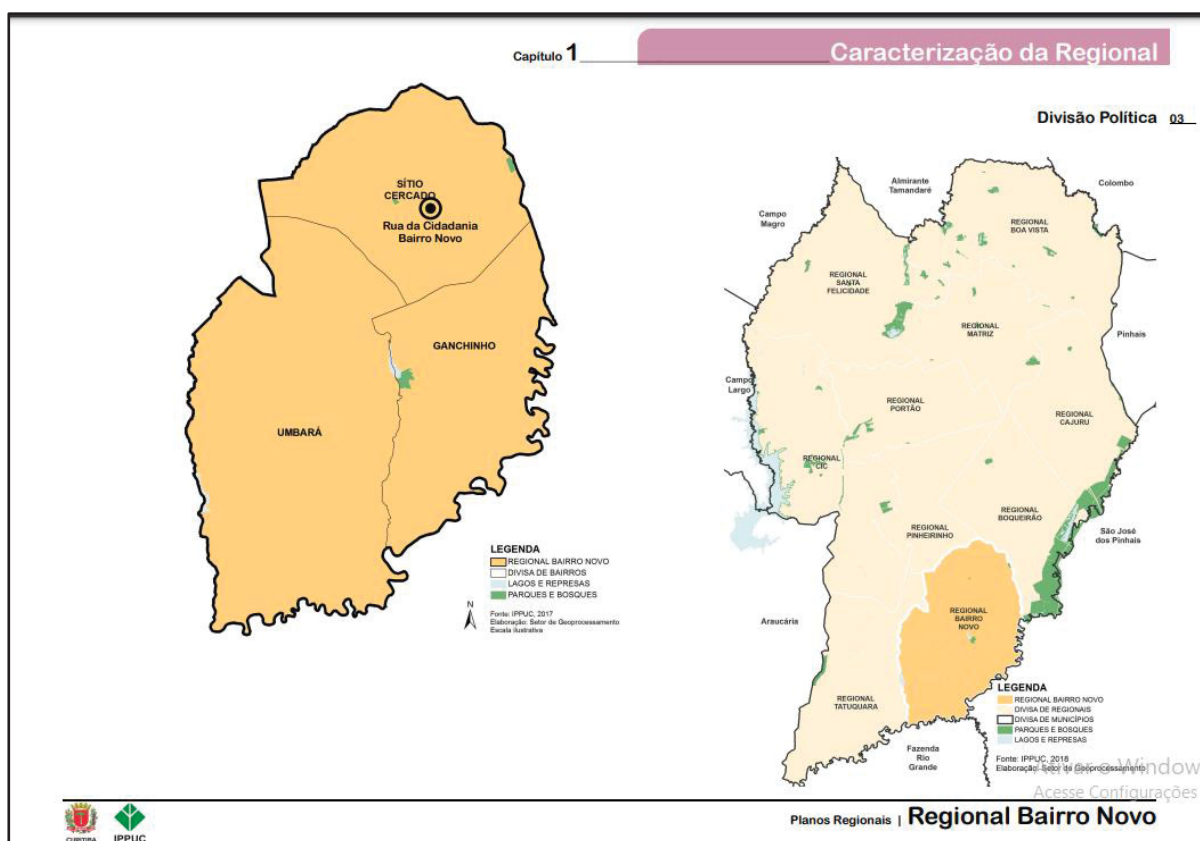 Capítulo 1
Caracterização da Regional
Divisão Política 03
SÍTIO
CERCADO
Rua da Cidadania
Bairro Novo
GANCHINHO
UMBARÁ
LEGENDA
REGIONAL BAIRRO NOVO
DIVISA DE BAIRROS
LAGOS E REPRESAS
PARQUES E BOSQUES
N
Fonte: IPPUC, 2017
Elaboração: Setor de Geoprocessamento
Escala ilustrativa
Almirante
Tamandaré
Colombo
Campo
Magro
REGIONAL
BOA VISTA
REGIONAL
SANTA
FELICIDADE
REGIONAL
MATRIZ
Pinhais
Campo
Largo
REGIONAL
PORTÃO
REGIONAL
CAJURU
REGIONAL
CIC
REGIONAL
BOQUEIRÃO
REGIONAL
PINHEIRINHO
São José
dos Pinhais
REGIONAL
BAIRRO
NOVO
Araucária
REGIONAL
TATUQUARA
Fazenda
Rio
Grande
LEGENDA
REGIONAL BAIRRO NOVO
DIVISA DE REGIONAIS
DIVISA DE MUNICÍPIOS
PARQUES E BOSQUES
LAGOS E REPRESAS
Fonte: IPPUC, 2018
Elaboração: Setor de Geoprocessamento
Ativar o Window
Acesse Configurações
CURITIBA
IPPUC
Planos Regionais | Regional Bairro Novo